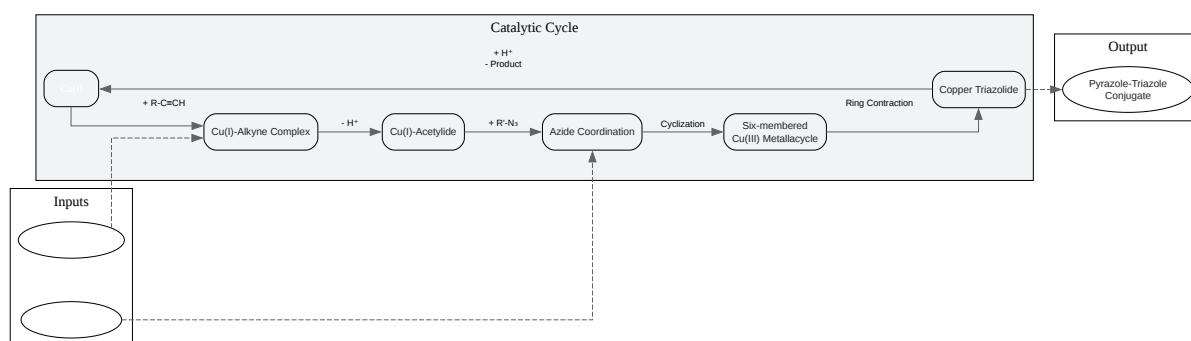 Catalytic Cycle
+ H⁺
- Product
Cu(I)
+ R-C≡CH
Cu(I)-Alkyne Complex
- H⁺
Cu(I)-Acetylide
+ R'-N₃
Azide Coordination
Cyclization
Six-membered
Cu(III) Metallacycle
Ring Contraction
Copper Triazolide
Output
Pyrazole-Triazole
Conjugate
Inputs